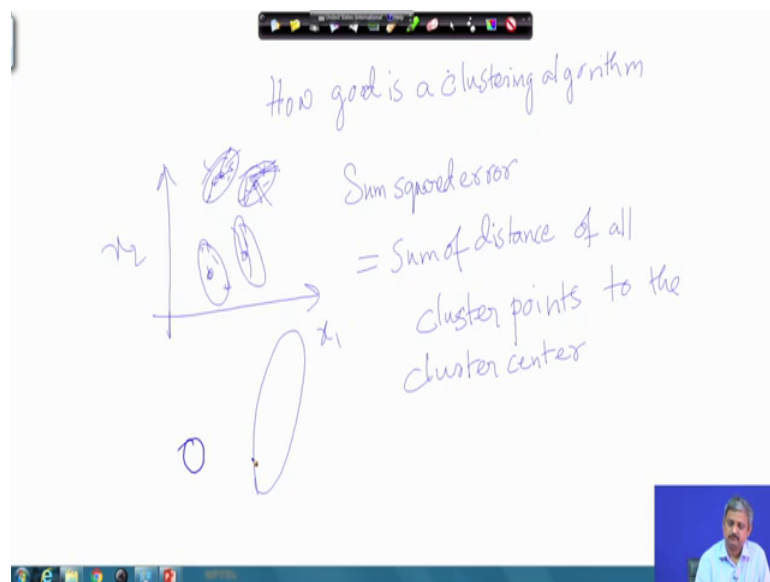 How good is a clustering algorithm
Sum squared error
= Sum of distance of all
cluster points to the
cluster center
x2
x1